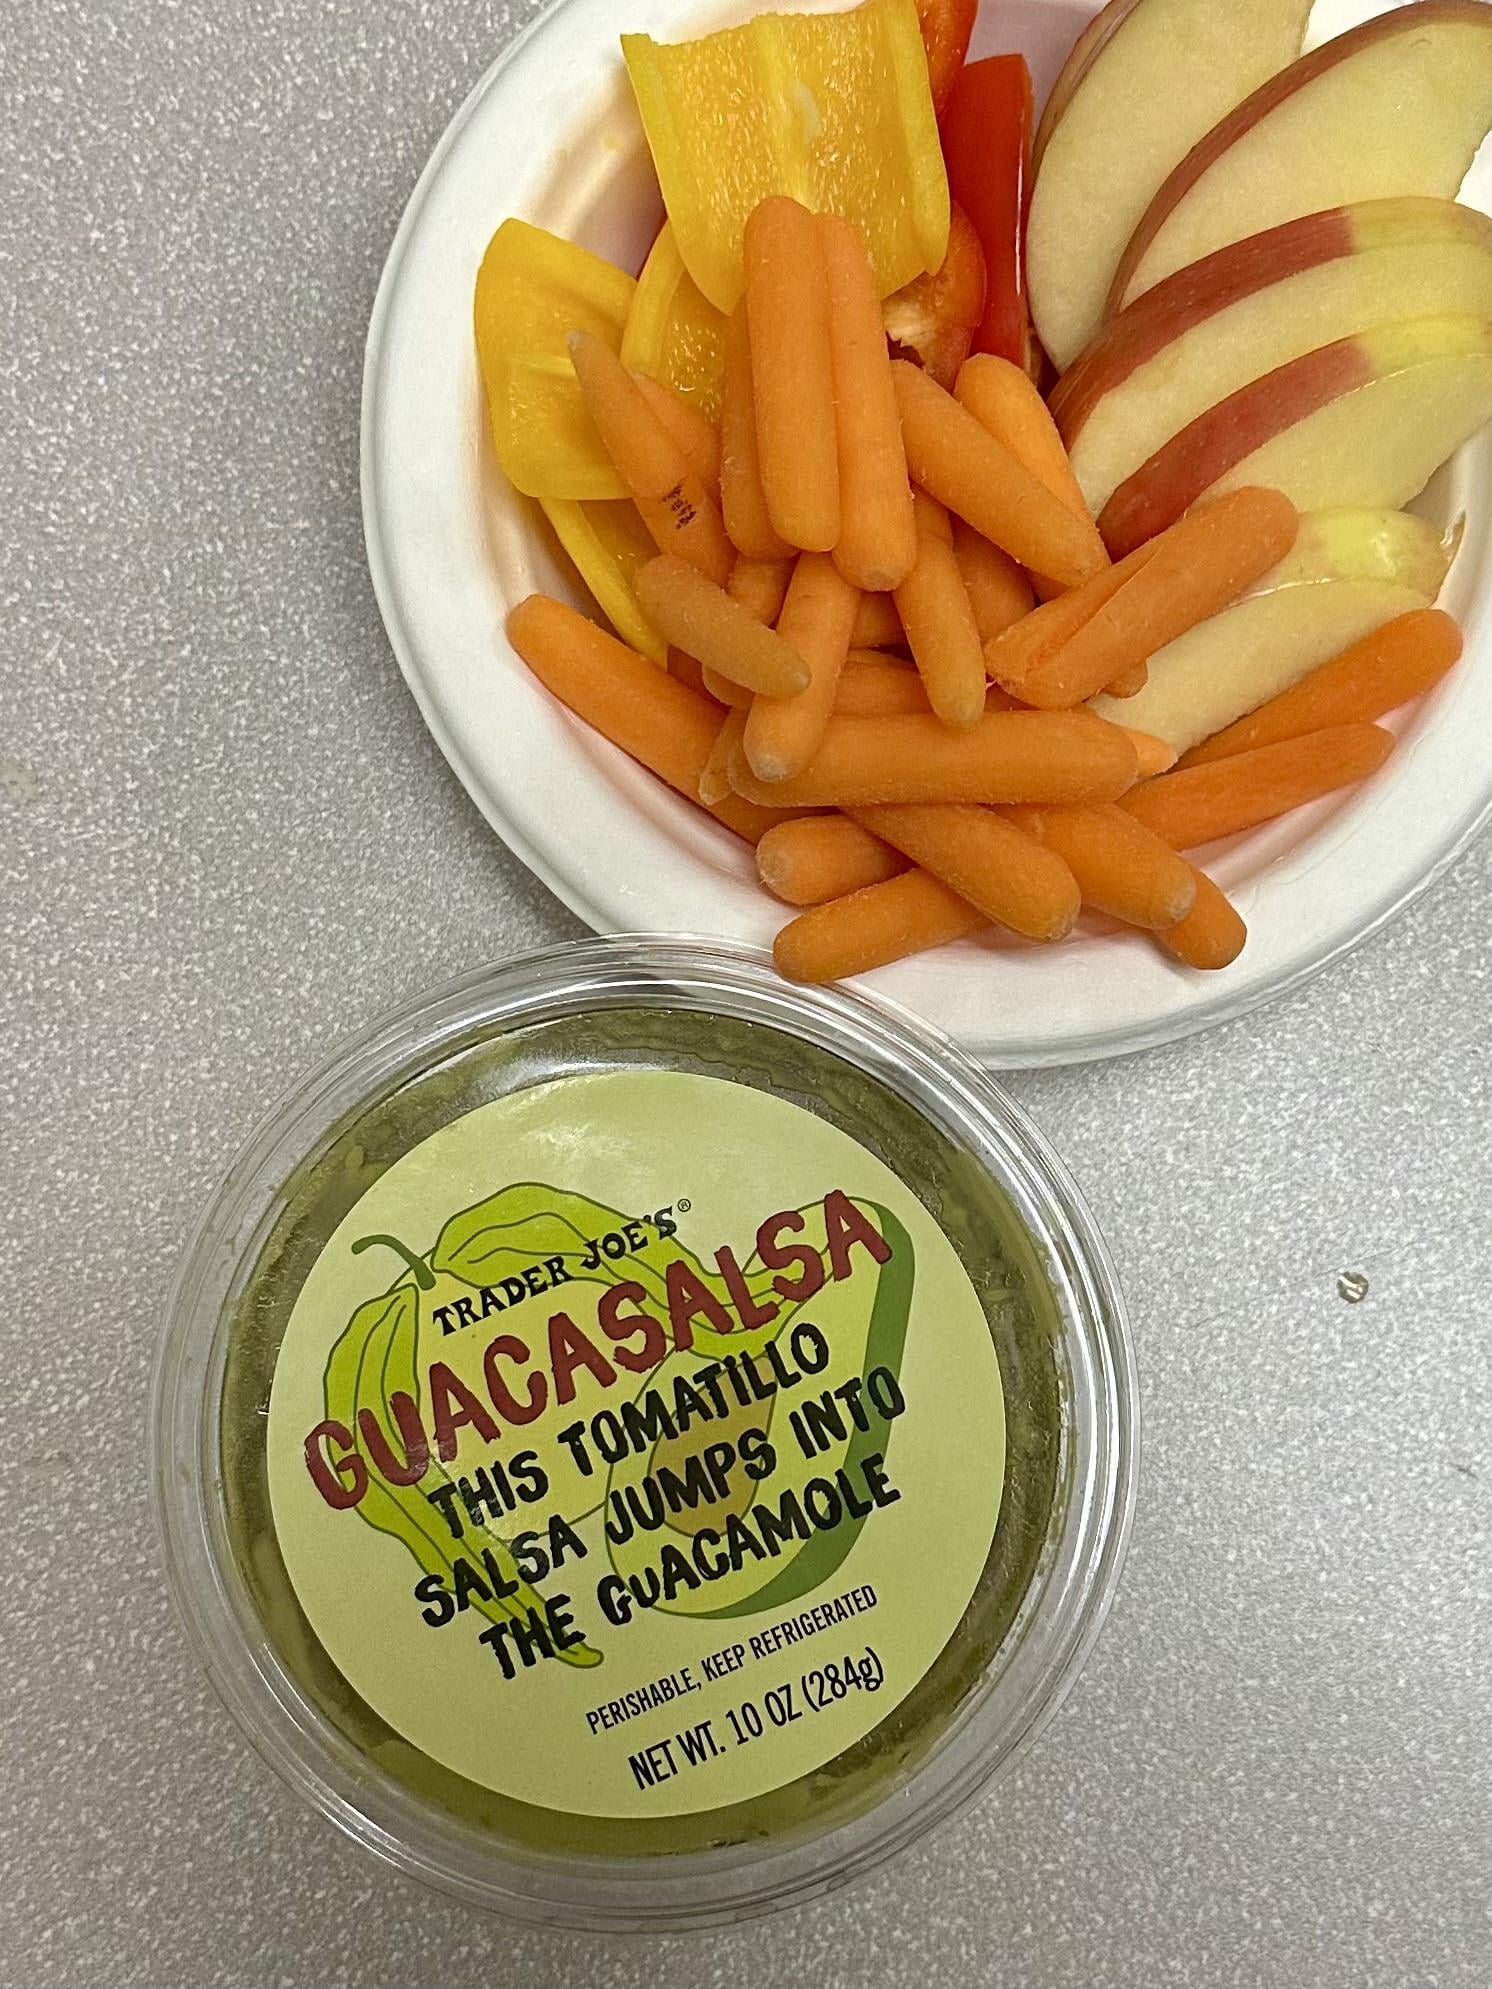 TRADER JOE'S®
GUACASALSA
THIS TOMATILLO
SALSA JUMPS INTO
THE GUACAMOLE
PERISHABLE, KEEP REFRIGERATED
NET WT. 10 OZ (284g)